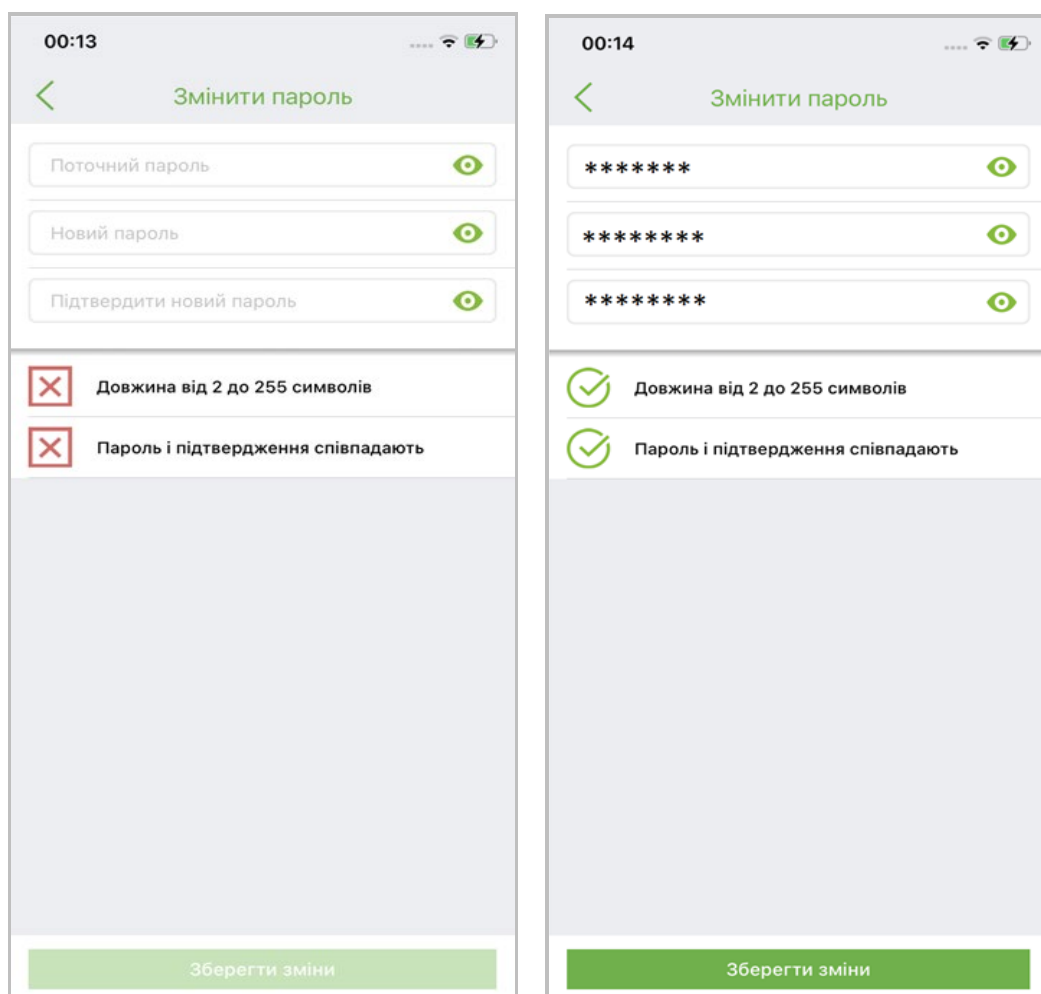 00:13
Змінити пароль
Поточний пароль
Новий пароль
Підтвердити новий пароль
Довжина від 2 до 255 символів
Пароль і підтвердження співпадають
Зберегти зміни
00:14
Змінити пароль
*******
********
********
Довжина від 2 до 255 символів
Пароль і підтвердження співпадають
Зберегти зміни